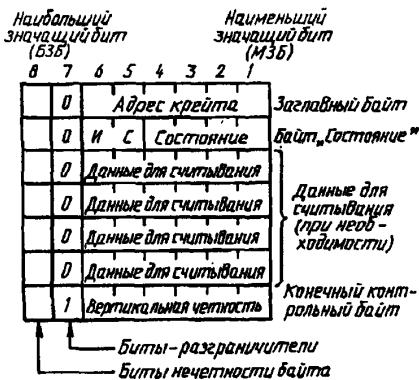 Наибольший
значащий бит
(БЗБ)
Наименьший
значащий бит
(МЗБ)
8 7 6 5 4 3 2 1
0 Адрес крейта Заглавный байт
0 И С Состояние Байт „Состояние"
0 Данные для считывания
0 Данные для считывания
0 Данные для считывания
0 Данные для считывания
Данные для
считывания
(при необ-
ходимости)
1 Вертикальная четность
Конечный конт-
рольный байт
Биты-разграничители
Биты нечетности байта